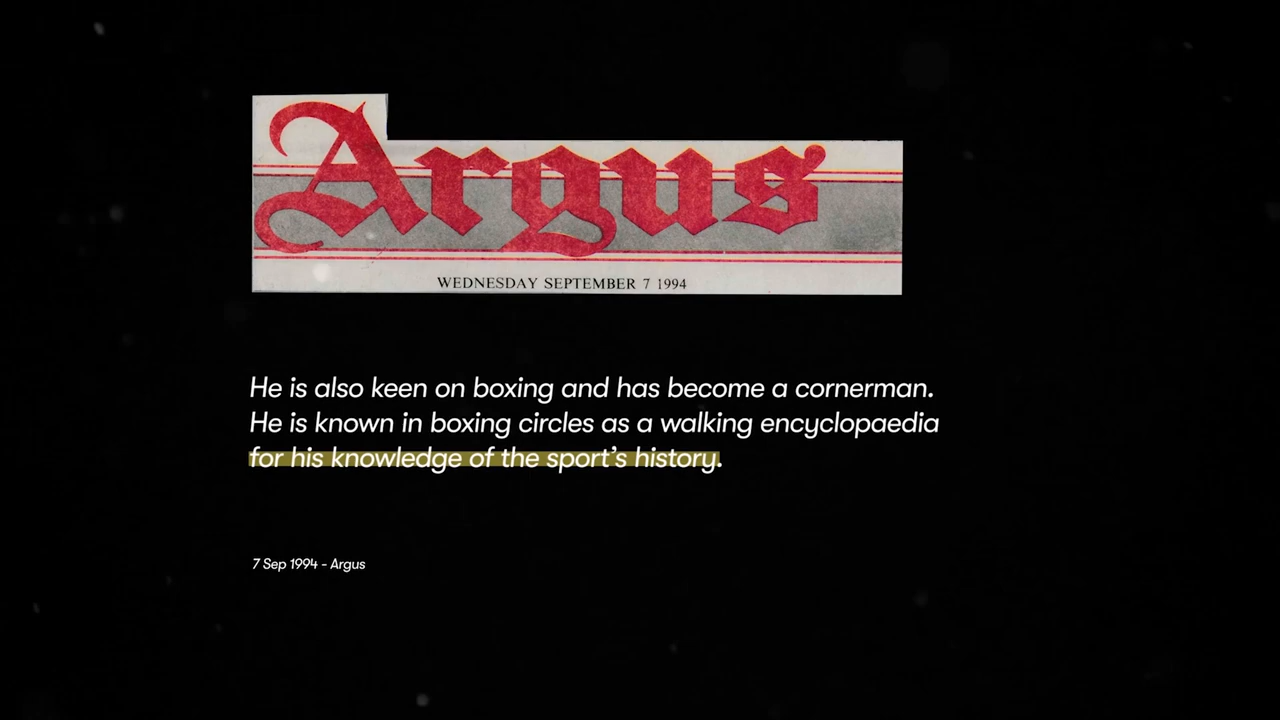 Argus
WEDNESDAY SEPTEMBER 7 1994
He is also keen on boxing and has become a cornerman.
He is known in boxing circles as a walking encyclopaedia
for his knowledge of the sport’s history.
7 Sep 1994 - Argus